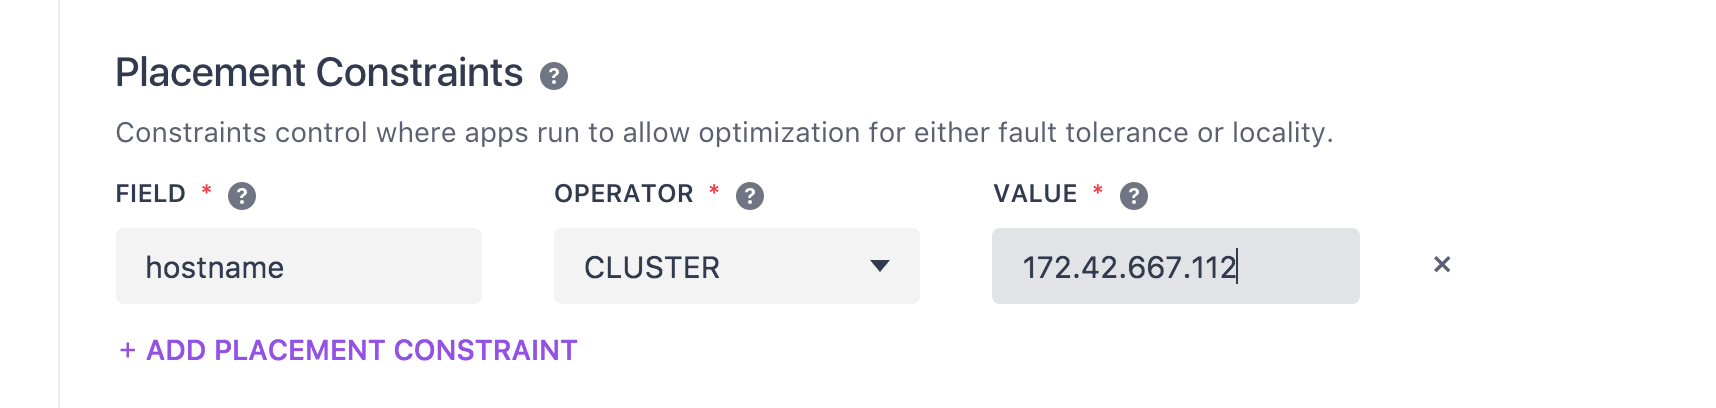 Placement Constraints ?
Constraints control where apps run to allow optimization for either fault tolerance or locality.
FIELD * ? OPERATOR * ? VALUE * ?
hostname CLUSTER 172.42.667.112
+ ADD PLACEMENT CONSTRAINT